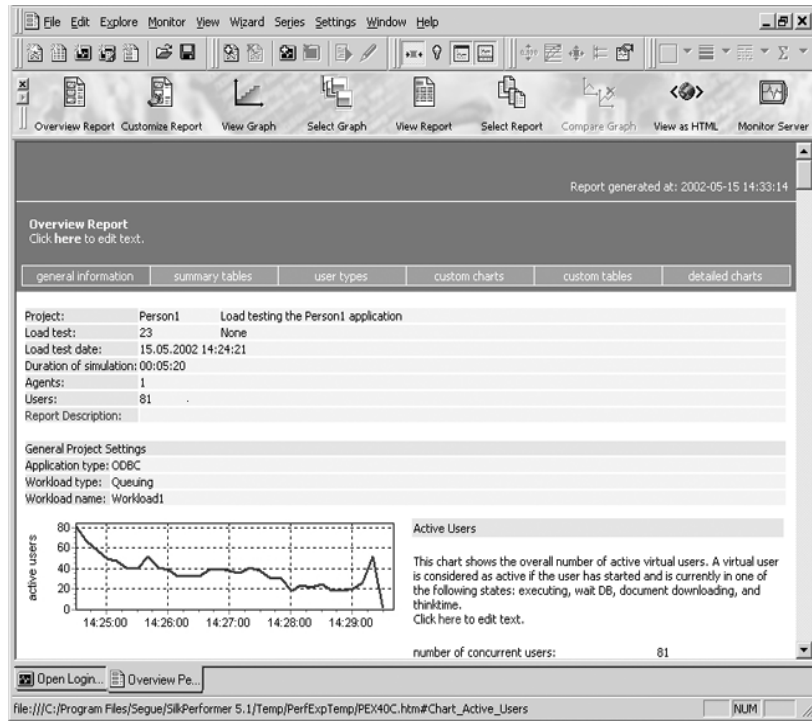 File Edit Explore Monitor View Wizard Series Settings Window Help
Overview Report Customize Report View Graph Select Graph View Report Select Report Compare Graph View as HTML Monitor Server
Report generated at: 2002-05-15 14:33:14
Overview Report
Click here to edit text.
general information summary tables user types custom charts custom tables detailed charts
Project: Person1 Load testing the Person1 application
Load test: 23 None
Load test date: 15.05.2002 14:24:21
Duration of simulation: 00:05:20
Agents: 1
Users: 81
Report Description:
General Project Settings
Application type: ODBC
Workload type: Queuing
Workload name: Workload1
active users
80
60
40
20
0
14:25:00 14:26:00 14:27:00 14:28:00 14:29:00
Active Users
This chart shows the overall number of active virtual users. A virtual user
is considered as active if the user has started and is currently in one of
the following states: executing, wait DB, document downloading, and
thinktime.
Click here to edit text.
number of concurrent users: 81
Open Login... Overview Pe...
file:///C:/Program Files/Segue/SilkPerformer 5.1/Temp/PerfExpTemp/PEX40C.htm#Chart_Active_Users NUM